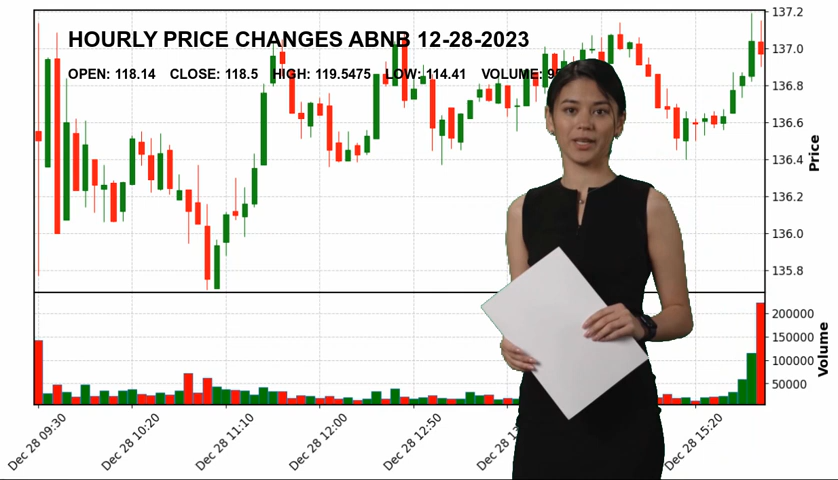 HOURLY PRICE CHANGES ABNB 12-28-2023
OPEN: 118.14 CLOSE: 118.5 HIGH: 119.5475 LOW: 114.41 VOLUME:
137.2
137.0
136.8
136.6
136.4
136.2
136.0
135.8
Price
200000
150000
100000
50000
Volume
Dec 28 09:30
Dec 28 10:20
Dec 28 11:10
Dec 28 12:00
Dec 28 12:50
Dec 28
Dec 28 15:20